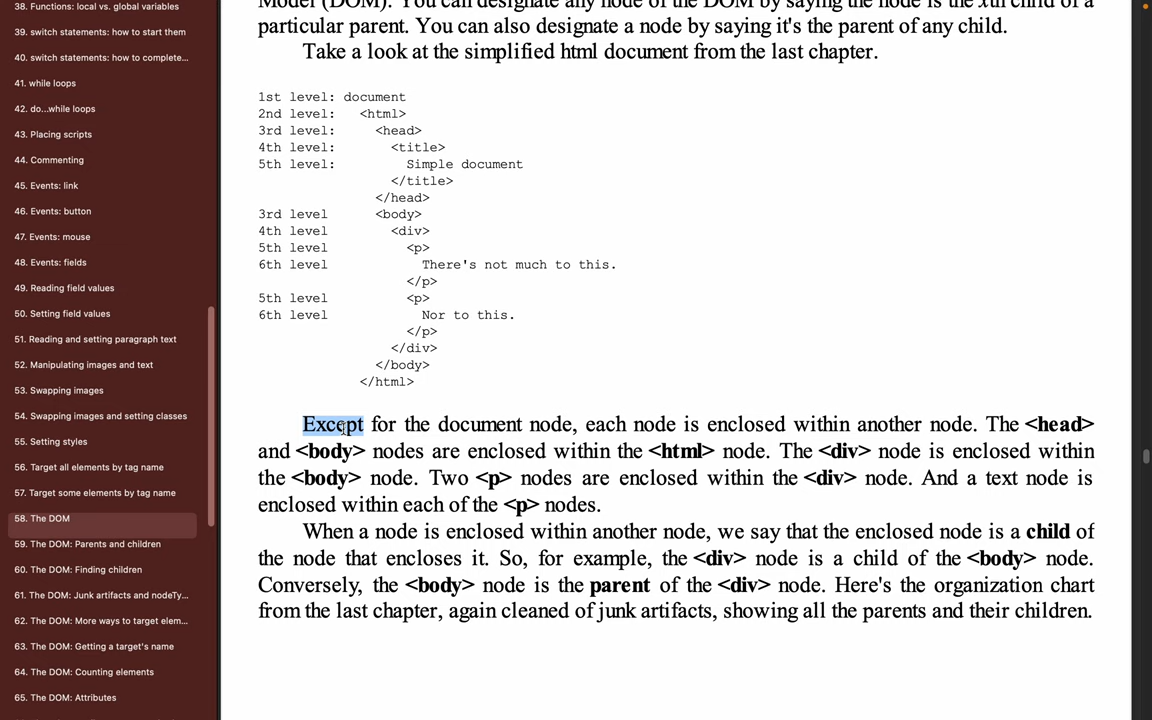 38. Functions: local vs. global variables
39. switch statements: how to start them
40. switch statements: how to complete...
41. while loops
42. do...while loops
43. Placing scripts
44. Commenting
45. Events: link
46. Events: button
47. Events: mouse
48. Events: fields
49. Reading field values
50. Setting field values
51. Reading and setting paragraph text
52. Manipulating images and text
53. Swapping images
54. Swapping images and setting classes
55. Setting styles
56. Target all elements by tag name
57. Target some elements by tag name
58. The DOM
59. The DOM: Parents and children
60. The DOM: Finding children
61. The DOM: Junk artifacts and nodeTy...
62. The DOM: More ways to target elem...
63. The DOM: Getting a target's name
64. The DOM: Counting elements
65. The DOM: Attributes
Model (DOM). You can designate any node of the DOM by saying the node is the xth child of a
particular parent. You can also designate a node by saying it's the parent of any child.
Take a look at the simplified html document from the last chapter.
1st level: document
2nd level: <html>
3rd level: <head>
4th level: <title>
5th level: Simple document
</title>
</head>
3rd level <body>
4th level <div>
5th level <p>
6th level There's not much to this.
</p>
5th level <p>
6th level Nor to this.
</p>
</div>
</body>
</html>
Except for the document node, each node is enclosed within another node. The <head>
and <body> nodes are enclosed within the <html> node. The <div> node is enclosed within
the <body> node. Two <p> nodes are enclosed within the <div> node. And a text node is
enclosed within each of the <p> nodes.
When a node is enclosed within another node, we say that the enclosed node is a child of
the node that encloses it. So, for example, the <div> node is a child of the <body> node.
Conversely, the <body> node is the parent of the <div> node. Here's the organization chart
from the last chapter, again cleaned of junk artifacts, showing all the parents and their children.